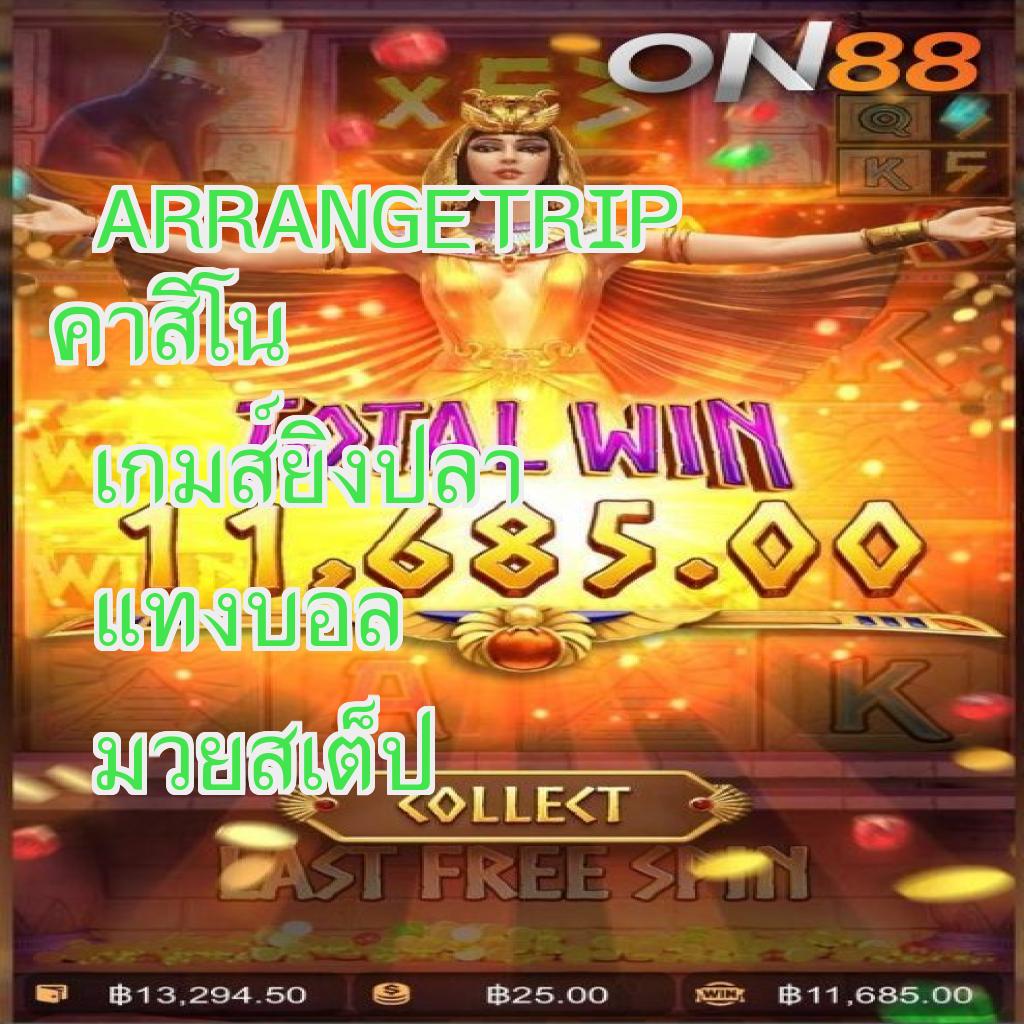 ON88
x53
Q
K
5
ARRANGETRIP
คาสิโน
TOTAL WIN
เกมส์ยิงปลา
11,685.00
แทงบอล
A
K
มวยสเต็ป
COLLECT
LAST FREE SPIN
฿13,294.50 ฿25.00 WIN ฿11,685.00